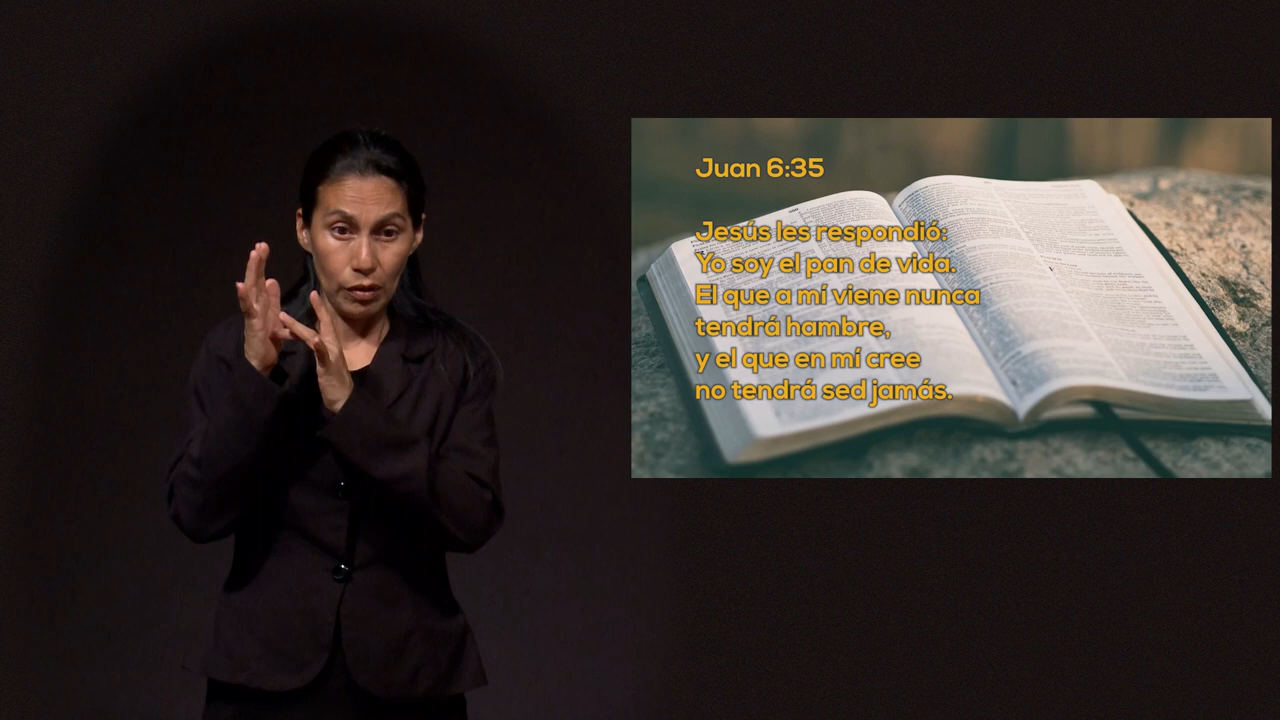 Juan 6:35
Jesús les respondió:
Yo soy el pan de vida.
El que a mí viene nunca
tendrá hambre,
y el que en mí cree
no tendrá sed jamás.